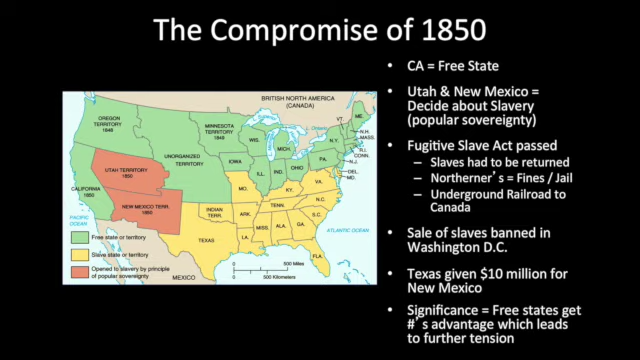 The Compromise of 1850
• CA = Free State
• Utah & New Mexico =
Decide about Slavery
(popular sovereignty)
• Fugitive Slave Act passed
– Slaves had to be returned
– Northerner's = Fines / Jail
– Underground Railroad to
Canada
• Sale of slaves banned in
Washington D.C.
• Texas given $10 million for
New Mexico
• Significance = Free states get
#'s advantage which leads
to further tension
BRITISH NORTH AMERICA
(CANADA)
OREGON
TERRITORY
1848
MINNESOTA
TERRITORY
1849
UNORGANIZED
TERRITORY
UTAH TERRITORY
1850
CALIFORNIA
1850
NEW MEXICO TERR.
1850
INDIAN
TERR.
TEXAS
WIS.
MICH.
IOWA
ILL.
IND.
OHIO
PA.
N.Y.
VT.
ME.
N.H.
MASS.
R.I.
CONN.
N.J.
DEL.
MD.
VA.
MO.
KY.
N.C.
TENN.
ARK.
S.C.
MISS.
ALA.
GA.
LA.
FLA.
PACIFIC
OCEAN
ATLANTIC OCEAN
MEXICO
Free state or territory
Slave state or territory
Opened to slavery by principle
of popular sovereignty
0
500 Miles
0
500 Kilometers